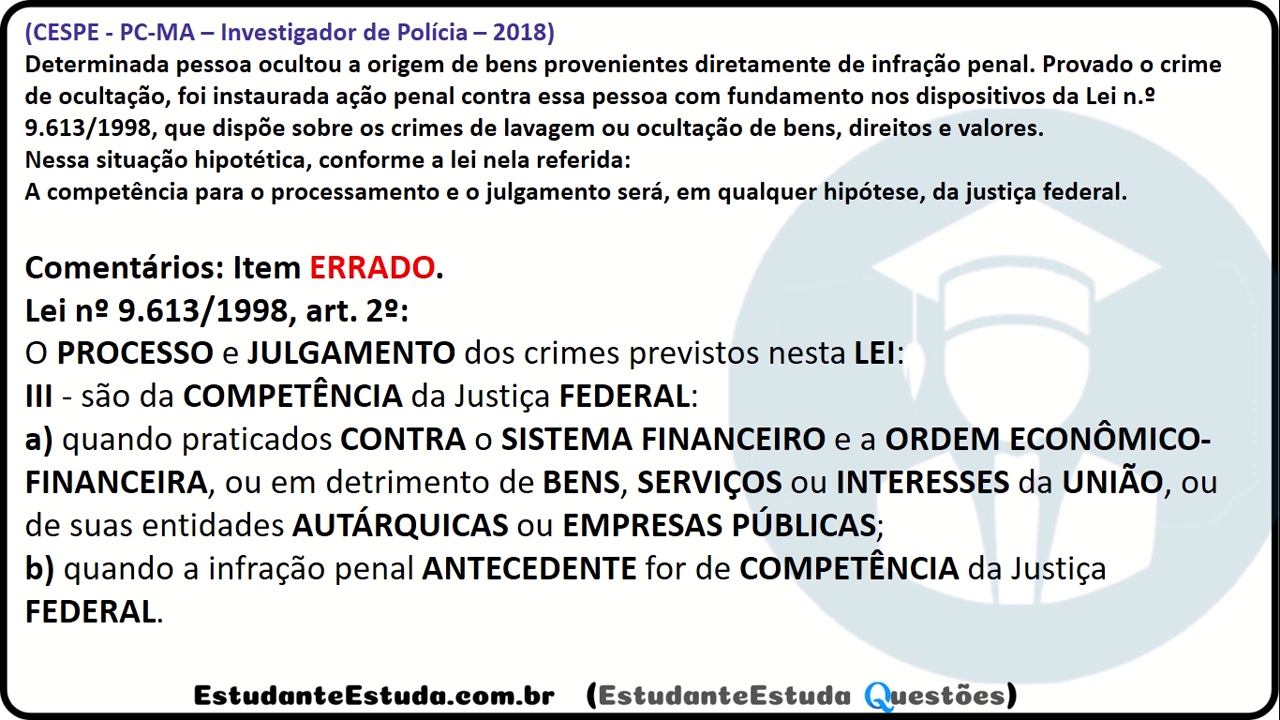 (CESPE - PC-MA – Investigador de Polícia – 2018)
Determinada pessoa ocultou a origem de bens provenientes diretamente de infração penal. Provado o crime
de ocultação, foi instaurada ação penal contra essa pessoa com fundamento nos dispositivos da Lei n.º
9.613/1998, que dispõe sobre os crimes de lavagem ou ocultação de bens, direitos e valores.
Nessa situação hipotética, conforme a lei nela referida:
A competência para o processamento e o julgamento será, em qualquer hipótese, da justiça federal.
Comentários: Item ERRADO.
Lei nº 9.613/1998, art. 2º:
O PROCESSO e JULGAMENTO dos crimes previstos nesta LEI:
III - são da COMPETÊNCIA da Justiça FEDERAL:
a) quando praticados CONTRA o SISTEMA FINANCEIRO e a ORDEM ECONÔMICO-
FINANCEIRA, ou em detrimento de BENS, SERVIÇOS ou INTERESSES da UNIÃO, ou
de suas entidades AUTÁRQUICAS ou EMPRESAS PÚBLICAS;
b) quando a infração penal ANTECEDENTE for de COMPETÊNCIA da Justiça
FEDERAL.
EstudanteEstuda.com.br (EstudanteEstuda Questões)